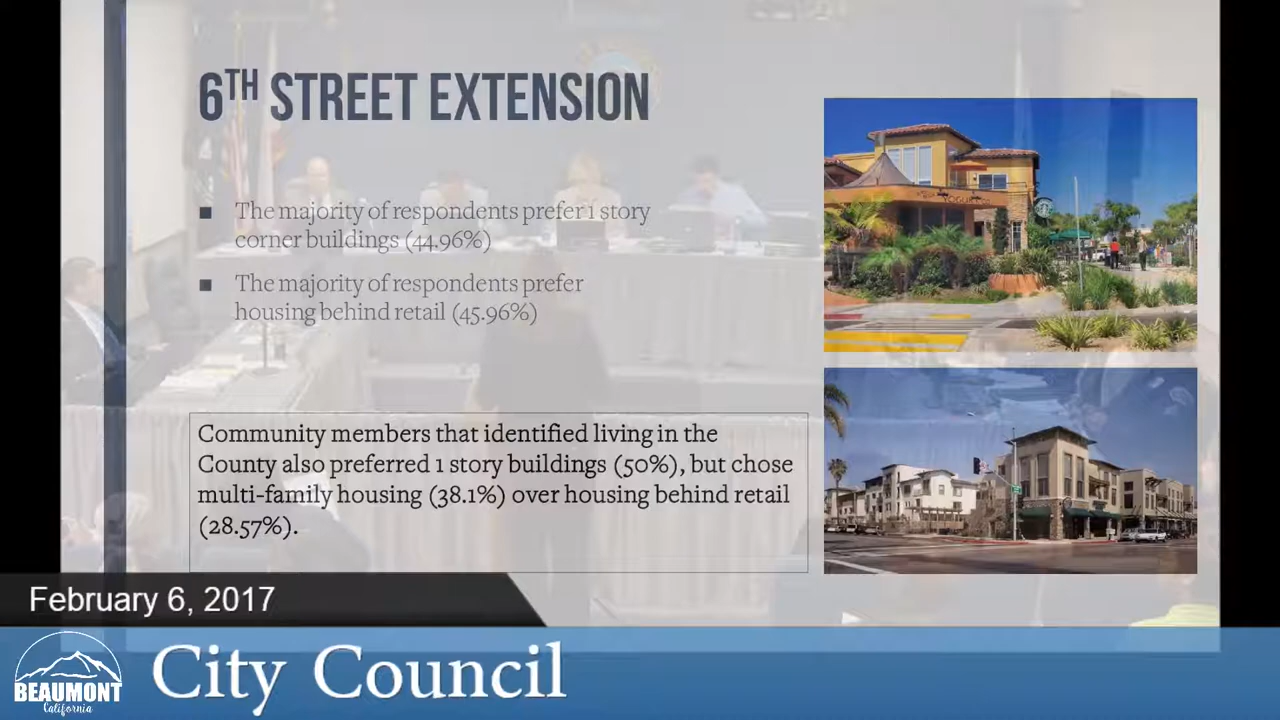 6TH STREET EXTENSION
■ The majority of respondents prefer 1 story
corner buildings (44.96%)
■ The majority of respondents prefer
housing behind retail (45.96%)
Community members that identified living in the
County also preferred 1 story buildings (50%), but chose
multi-family housing (38.1%) over housing behind retail
(28.57%).
February 6, 2017
BEAUMONT
California
City Council